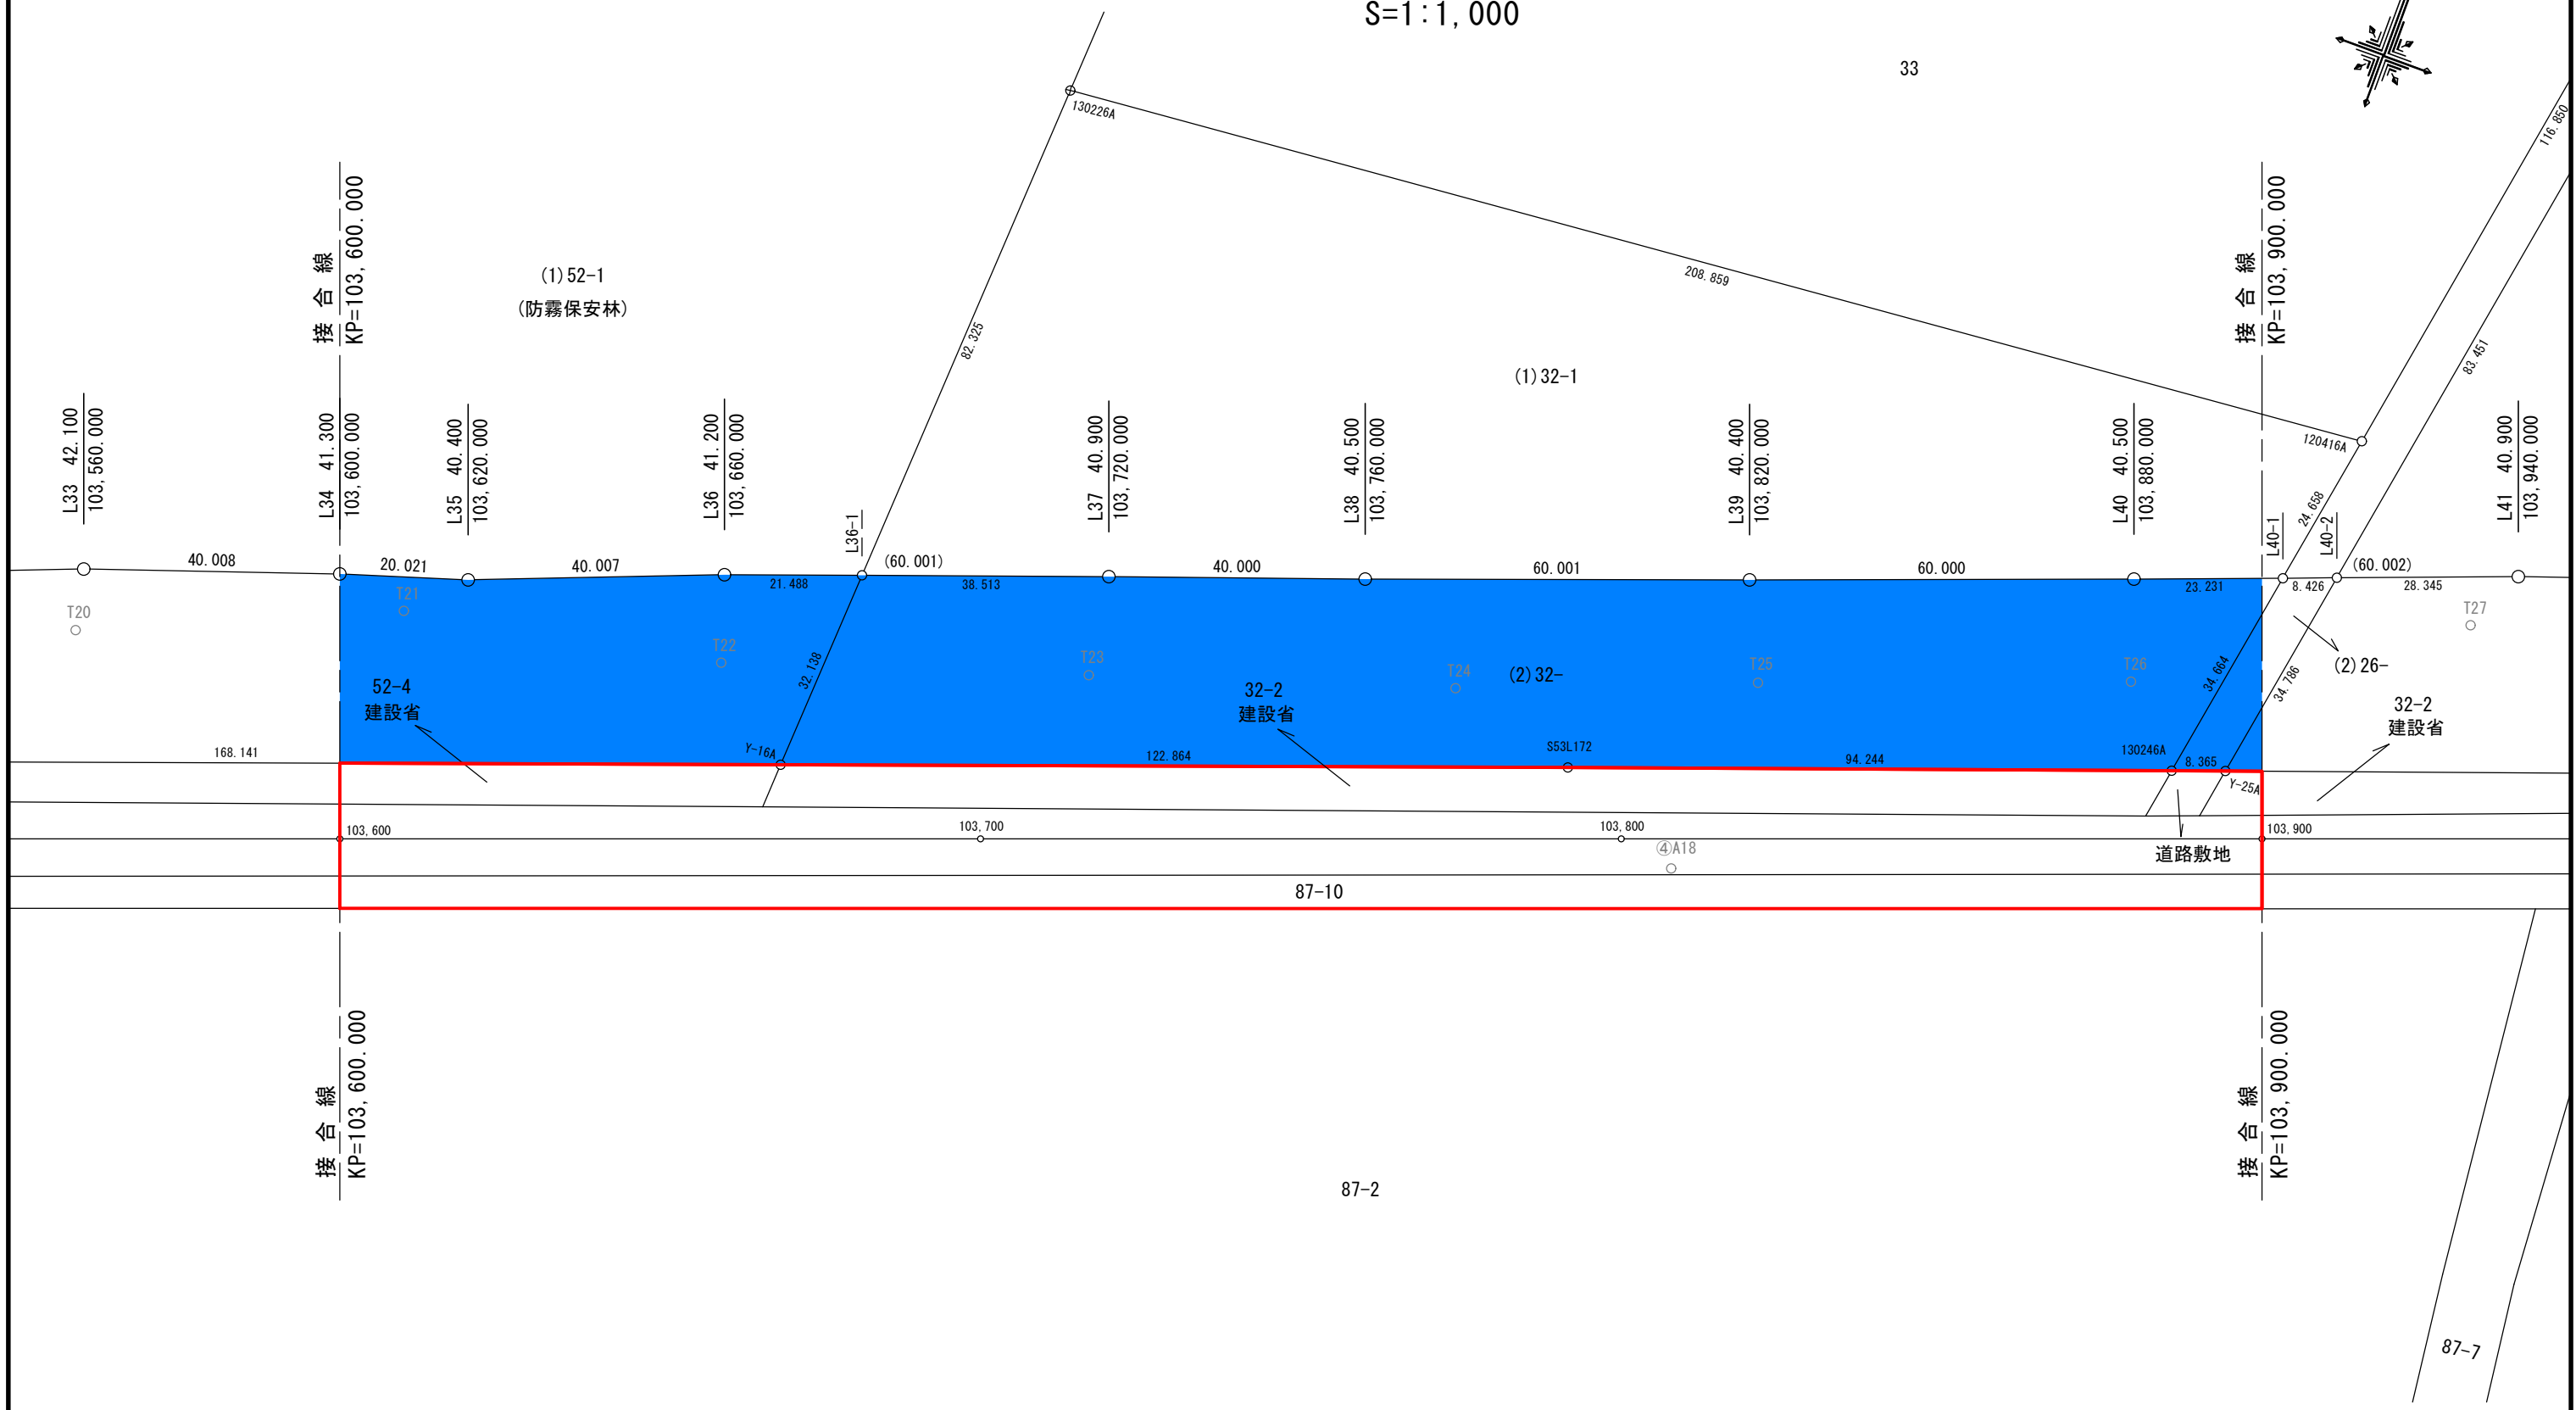 S=1:1,000
33
116.850
130226A
接合線
KP=103,600.000
接合線
KP=103,900.000
(1)52-1
(防霧保安林)
208.859
82.325
83.451
(1)32-1
L33 42.100
103,560.000
L34 41.300
103,600.000
L35 40.400
103,620.000
L36 41.200
103,660.000
L36-1
L37 40.900
103,720.000
L38 40.500
103,760.000
L39 40.400
103,820.000
L40 40.500
103,880.000
120416A
24.658
L40-1
L40-2
L41 40.900
103,940.000
40.008
20.021
40.007
(60.001)
40.000
60.001
60.000
(60.002)
21.488
38.513
23.231
8.426
28.345
T20
T21
T22
T23
T24
T25
T26
T27
32.138
(2)32-
34.664
34.786
(2)26-
52-4
建設省
32-2
建設省
32-2
建設省
168.141
Y-16A
122.864
S53L172
94.244
130246A
8.365
Y-25A
103,600
103,700
103,800
103,900
④A18
道路敷地
87-10
接合線
KP=103,600.000
接合線
KP=103,900.000
87-2
87-7